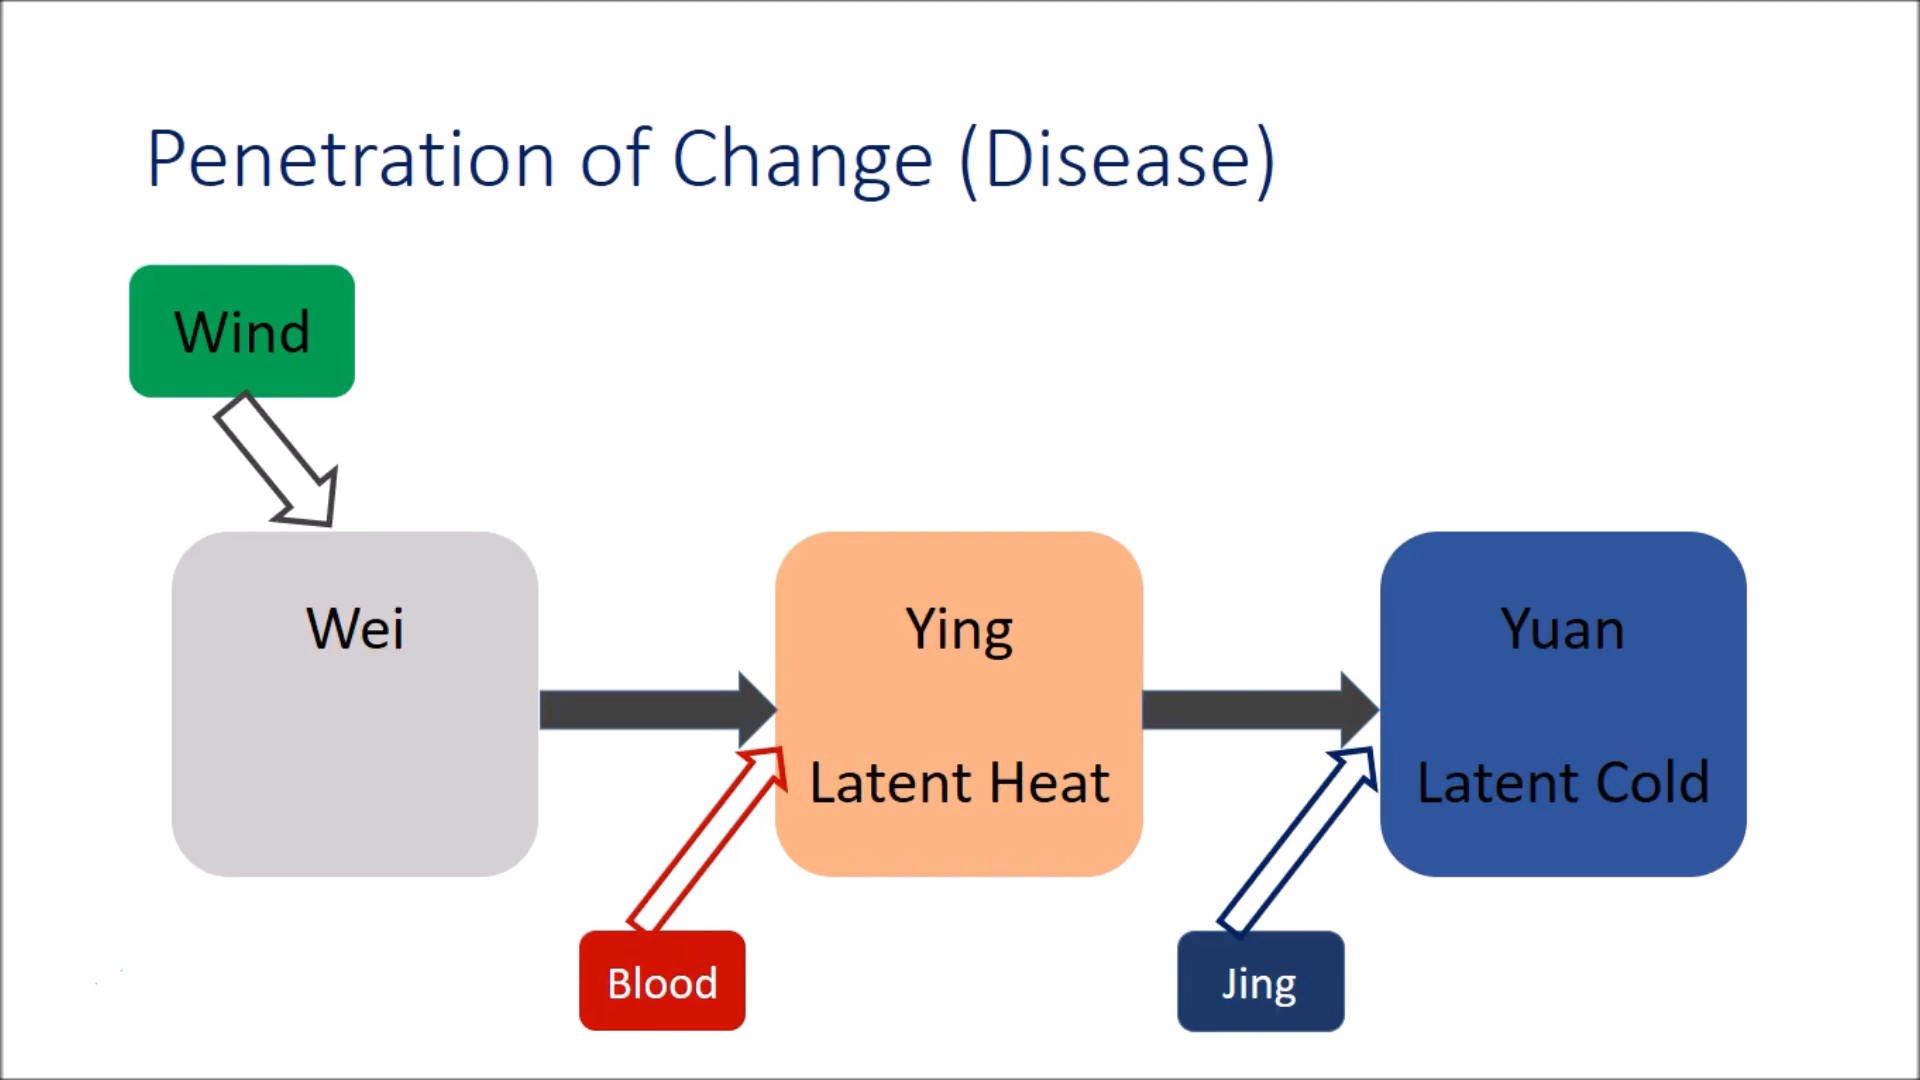 Penetration of Change (Disease)
Wind
Wei
Ying
Yuan
Latent Heat
Latent Cold
Blood
Jing